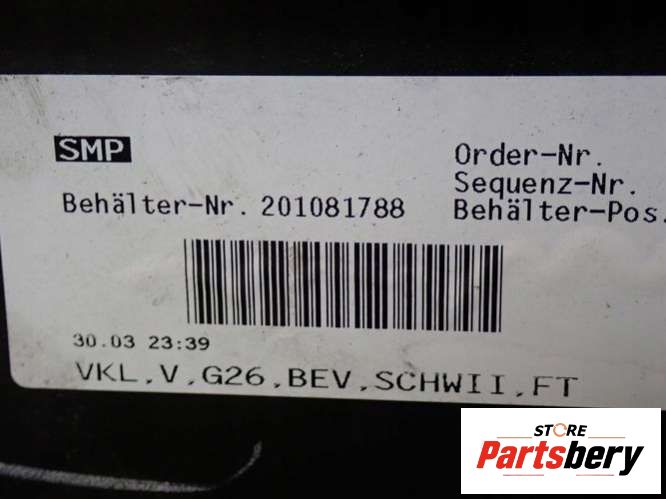 SMP
Order-Nr.
Sequenz-Nr.
Behälter-Nr. 201081788 Behälter-Pos.
30.03 23:39
VKL,V,G26,BEV,SCHWII,FT
STORE
Partsbery